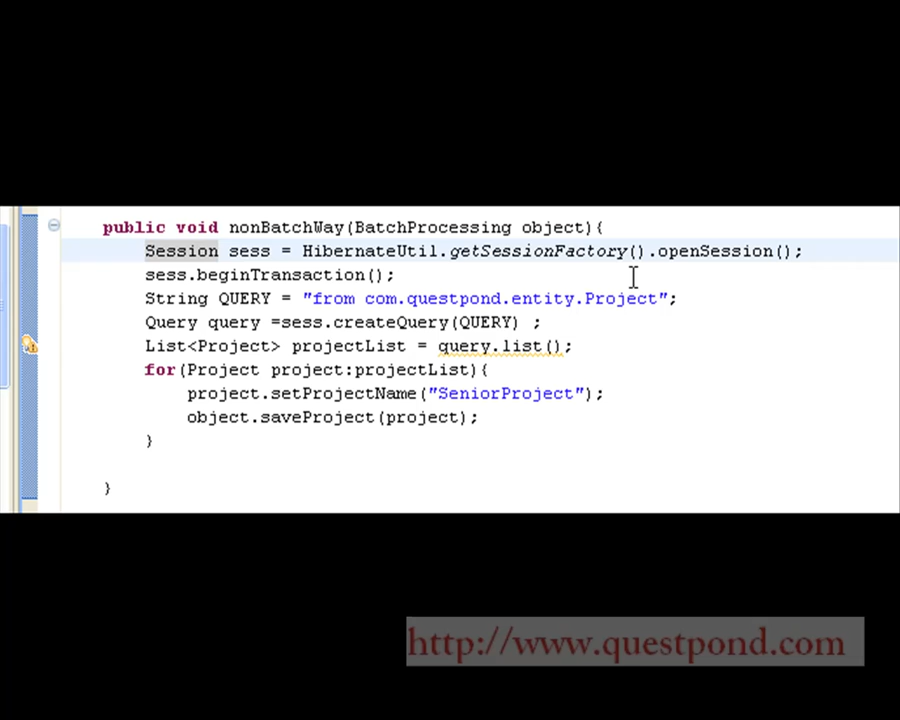 public void nonBatchWay(BatchProcessing object){
Session sess = HibernateUtil.getSessionFactory().openSession();
sess.beginTransaction();
String QUERY = "from com.questpond.entity.Project";
Query query =sess.createQuery(QUERY) ;
List<Project> projectList = query.list();
for(Project project:projectList){
project.setProjectName("SeniorProject");
object.saveProject(project);
}
}
http://www.questpond.com